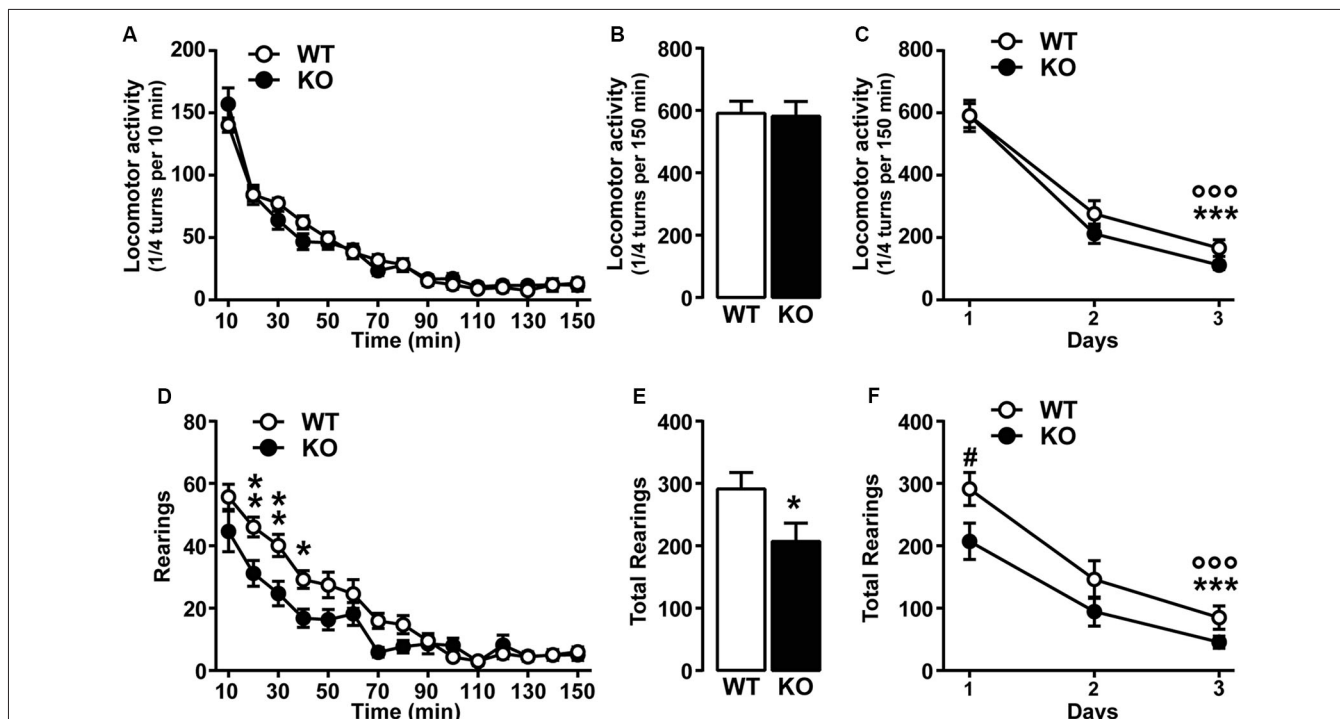 A
WT
KO
Locomotor activity
(1/4 turns per 10 min)
200
150
100
50
0
10 30 50 70 90 110 130 150
Time (min)
B
Locomotor activity
(1/4 turns per 150 min)
800
600
400
200
0
WT KO
C
WT
KO
Locomotor activity
(1/4 turns per 150 min)
800
600
400
200
0
°°°
***
1 2 3
Days
D
WT
KO
Rearings
80
60
40
20
0
**
**
*
10 30 50 70 90 110 130 150
Time (min)
E
Total Rearings
400
300
200
100
0
*
WT KO
F
WT
KO
Total Rearings
400
300
200
100
0
#
°°°
***
1 2 3
Days